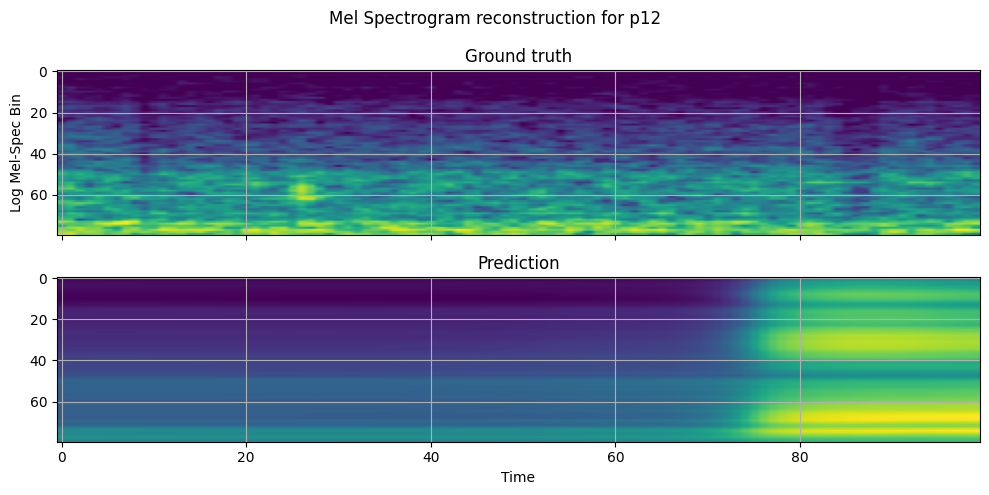 Mel Spectrogram reconstruction for p12
Ground truth
0
20
40
60
Log Mel-Spec Bin
Prediction
0
20
40
60
0 20 40 60 80
Time